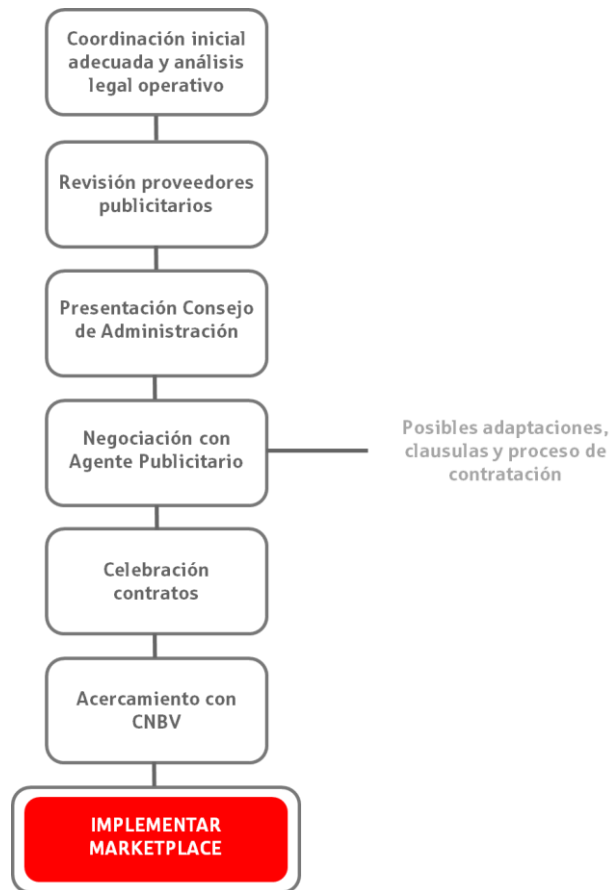 Coordinación inicial
adecuada y análisis
legal operativo
Revisión proveedores
publicitarios
Presentación Consejo
de Administración
Negociación con
Agente Publicitario
Posibles adaptaciones,
clausulas y proceso de
contratación
Celebración
contratos
Acercamiento con
CNBV
IMPLEMENTAR
MARKETPLACE